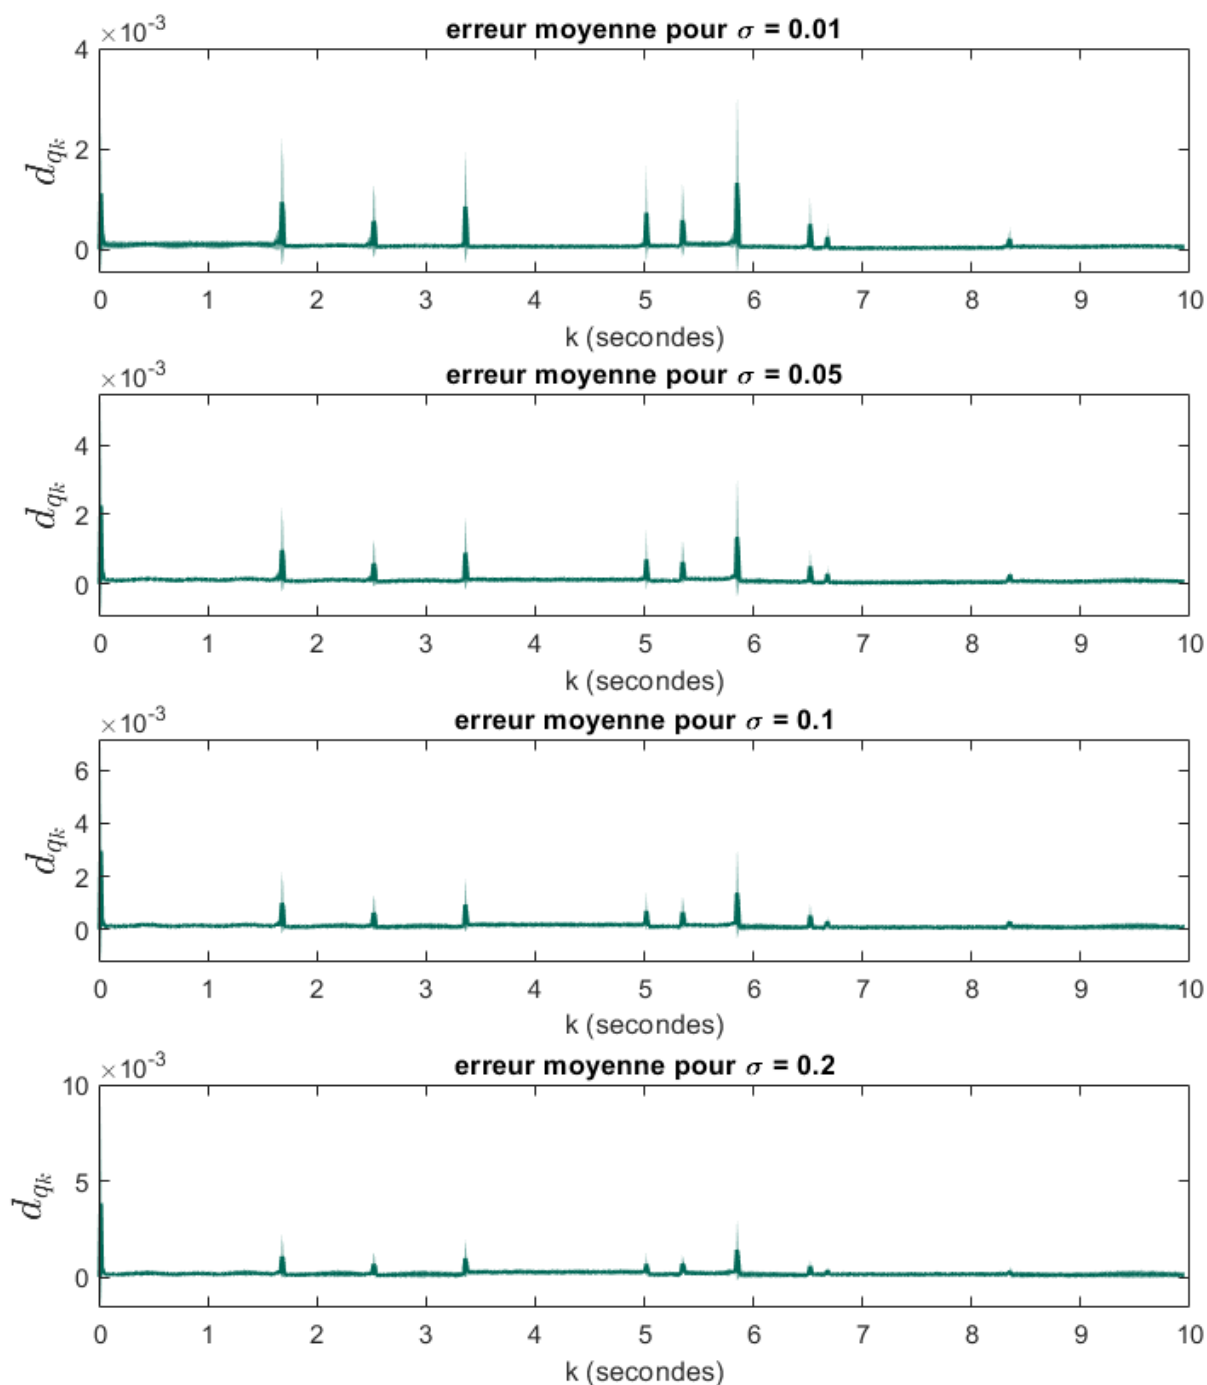 ×10⁻³
erreur moyenne pour σ = 0.01
4
2
0
d_{q_k}
0 1 2 3 4 5 6 7 8 9 10
k (secondes)
×10⁻³
erreur moyenne pour σ = 0.05
4
2
0
d_{q_k}
0 1 2 3 4 5 6 7 8 9 10
k (secondes)
×10⁻³
erreur moyenne pour σ = 0.1
6
4
2
0
d_{q_k}
0 1 2 3 4 5 6 7 8 9 10
k (secondes)
×10⁻³
erreur moyenne pour σ = 0.2
10
5
0
d_{q_k}
0 1 2 3 4 5 6 7 8 9 10
k (secondes)